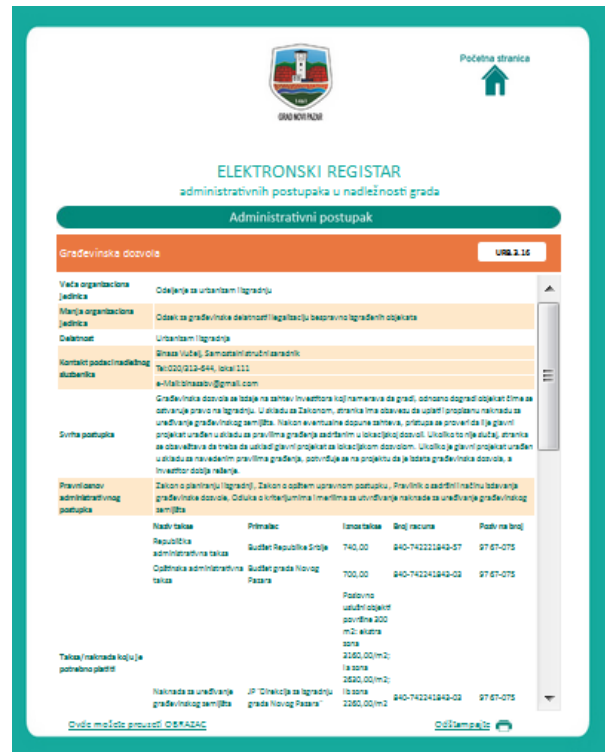 Početna stranica
1461
GRAD NOVI PAZAR
ELEKTRONSKI REGISTAR
administrativnih postupaka u nadležnosti grada
Administrativni postupak
Građevinska dozvola
URB.3.16
Veća organizaciona
jedinica
Odeljenje za urbanizam i izgradnju
Manja organizaciona
jedinica
Odsek za građevinske delatnosti i legalizaciju bespravno izgrađenih objekata
Delatnost
Urbanizam i izgradnja
Kontakt podaci nadležnog
službenika
Binasa Vučelj, Samostalni stručni saradnik
Tel:020/313-644, lokal 111
e-Mail:binasabv@gmail.com
Svrha postupka
Građevinska dozvola se izdaje na zahtev investitora koji namerava da gradi, odnosno dogradi objekat čime se
ostvaruje pravo na izgradnju. U skladu sa Zakonom, stranka ima obavezu da uplati i propisanu naknadu za
uređivanje građevinskog zemljišta. Nakon eventualne dopune zahteva, pristupa se proveri da li je glavni
projekat urađen u skladu sa pravilima građenja sadržanim u lokacijskoj dozvoli. Ukoliko to nije slučaj, stranka
se obaveštava da treba da uskladi glavni projekat sa lokacijskom dozvolom. Ukoliko je glavni projekat urađen
u skladu sa navedenim pravilima građenja, potvrđuje se na projektu da je izdata građevinska dozvola, a
investitor dobija rešenje.
Pravni osnov
administrativnog
postupka
Zakon o planiranju i izgradnji, Zakon o opštem upravnom postupku, Pravilnik o sadržini i načinu izdavanja
građevinske dozvole, Odluka o kriterijumima i merilima za utvrđivanje naknade za uređivanje građevinskog
zemljišta
Naziv takse Primalac Iznos takse Broj racuna Poziv na broj
Republička
administrativna taksa
Budžet Republike Srbije 740,00 840-742221843-57 97 67-075
Opštinska administrativna
taksa
Budžet grada Novog
Pazara
700,00 840-742241843-03 97 67-075
Taksa/naknada koju je
potrebno platiti
Naknada za uređivanje
građevinskog zemljišta
JP "Direkcija za izgradnju
grada Novog Pazara"
Poslovno
uslužni objekti
površine 300
m2: ekstra
zona
3160,00/m2;
I a zona
2630,00/m2;
I b zona
2260,00/m2
840-742241843-03 97 67-075
Ovde možete preuzeti OBRAZAC
Odštampajte